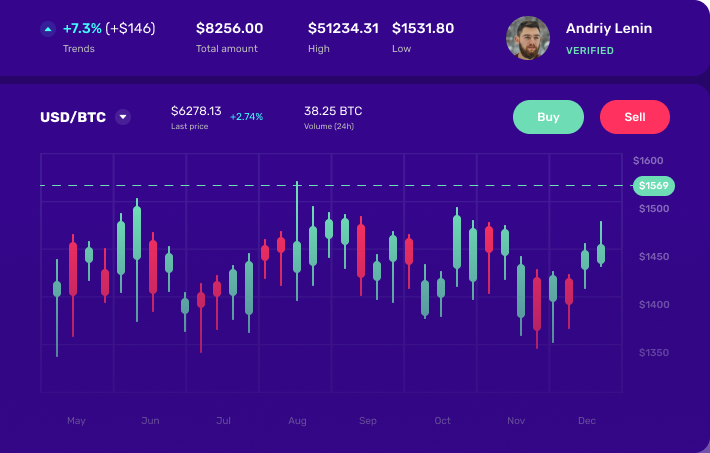 +7.3% (+$146)
Trends
$8256.00
Total amount
$51234.31
High
$1531.80
Low
Andriy Lenin
VERIFIED
USD/BTC
$6278.13
Last price
+2.74%
38.25 BTC
Volume (24h)
Buy
Sell
$1600
$1569
$1500
$1450
$1400
$1350
May Jun Jul Aug Sep Oct Nov Dec